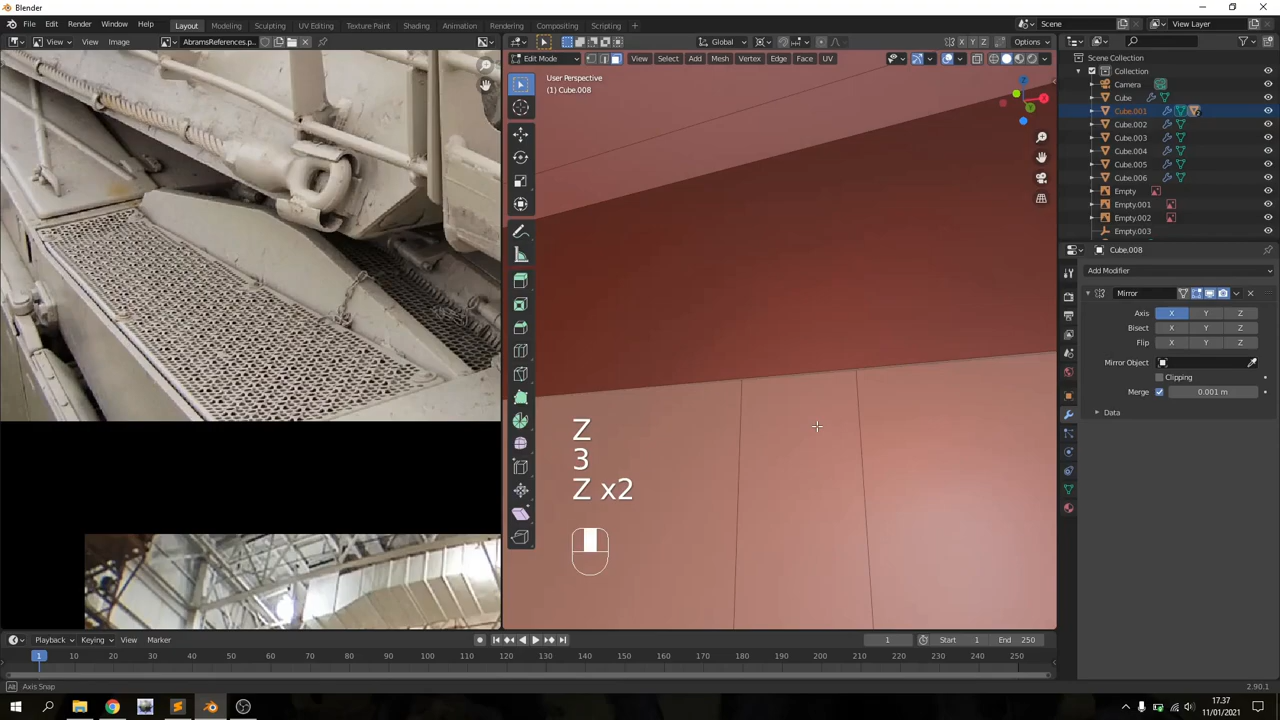 Blender
File Edit Render Window Help Layout Modeling Sculpting UV Editing Texture Paint Shading Animation Rendering Compositing Scripting + Scene View Layer
View View Image AbramsReferences.p... Global X Y Z Options
Edit Mode View Select Add Mesh Vertex Edge Face UV
User Perspective
(1) Cube.008
Z
3
Z x2
Scene Collection
Collection
Camera
Cube
Cube.001
Cube.002
Cube.003
Cube.004
Cube.005
Cube.006
Empty
Empty.001
Empty.002
Empty.003
Cube.008
Add Modifier
Mirror
Axis X Y Z
Bisect X Y Z
Flip X Y Z
Mirror Object
Clipping
Merge 0.001 m
Data
Playback Keying View Marker 1 Start 1 End 250
1 10 20 30 40 50 60 70 80 90 100 110 120 130 140 150 160 170 180 190 200 210 220 230 240 250
Alt Axis Snap 2.90.1
17.37
11/01/2021